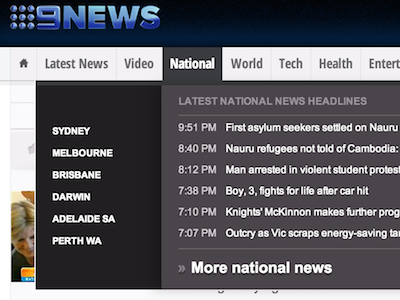 9NEWS
Latest News Video National World Tech Health Entert
LATEST NATIONAL NEWS HEADLINES
SYDNEY
MELBOURNE
BRISBANE
DARWIN
ADELAIDE SA
PERTH WA
9:51 PM First asylum seekers settled on Nauru
8:40 PM Nauru refugees not told of Cambodia:
8:12 PM Man arrested in violent student protest
7:38 PM Boy, 3, fights for life after car hit
7:10 PM Knights' McKinnon makes further prog
7:07 PM Outcry as Vic scraps energy-saving tar
» More national news